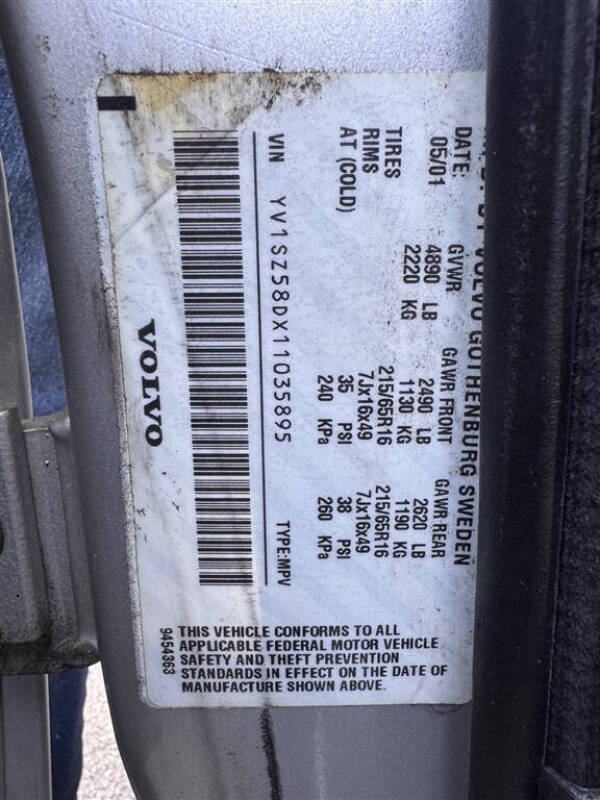 VOLVO GOTHENBURG SWEDEN
DATE: GVWR GAWR FRONT GAWR REAR
05/01 4890 LB 2490 LB 2620 LB
2220 KG 1130 KG 1190 KG
TIRES 215/65R16 215/65R16
RIMS 7Jx16x49 7Jx16x49
AT (COLD) 35 PSI 38 PSI
240 KPa 260 KPa
VIN YV1SZ58DX11035895 TYPE:MPV
VOLVO
THIS VEHICLE CONFORMS TO ALL
APPLICABLE FEDERAL MOTOR VEHICLE
SAFETY AND THEFT PREVENTION
STANDARDS IN EFFECT ON THE DATE OF
MANUFACTURE SHOWN ABOVE.
9454363